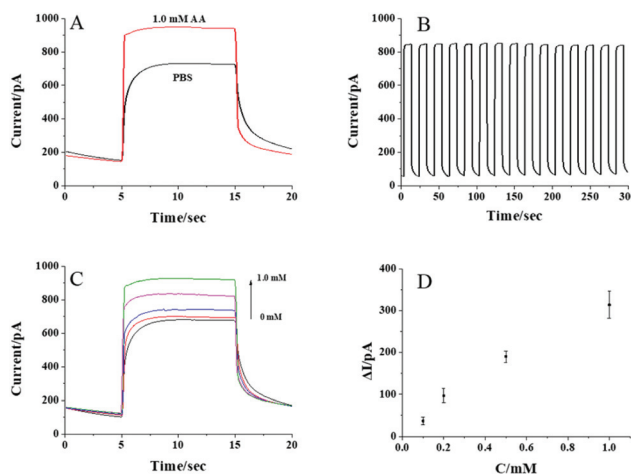 A
1.0 mM AA
PBS
Current/pA
1000
800
600
400
200
0
0 5 10 15 20
Time/sec
B
Current/pA
1000
800
600
400
200
0
0 50 100 150 200 250 300
Time/sec
C
1.0 mM
0 mM
Current/pA
1000
800
600
400
200
0
0 5 10 15 20
Time/sec
D
ΔI/pA
400
300
200
100
0
0.2 0.4 0.6 0.8 1.0
C/mM